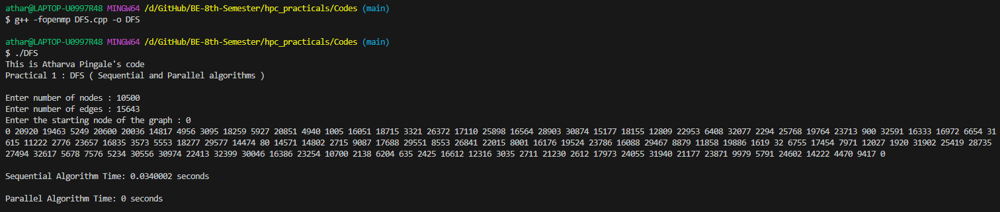 athar@LAPTOP-U0997R48 MINGW64 /d/GitHub/BE-8th-Semester/hpc_practicals/Codes (main)
$ g++ -fopenmp DFS.cpp -o DFS
athar@LAPTOP-U0997R48 MINGW64 /d/GitHub/BE-8th-Semester/hpc_practicals/Codes (main)
$ ./DFS
This is Atharva Pingale's code
Practical 1 : DFS ( Sequential and Parallel algorithms )
Enter number of nodes : 10500
Enter number of edges : 15643
Enter the starting node of the graph : 0
0 20920 19463 5249 20600 20036 14817 4956 3095 18259 5927 20851 4940 1005 16051 18715 3321 26372 17110 25898 16564 28903 30874 15177 18155 12809 22953 6408 32077 2294 25768 19764 23713 900 32591 16333 16972 6654 31
615 11222 2776 23657 16835 3573 5553 18277 29577 14474 80 14571 14802 2715 9087 17688 29551 8553 26841 22015 8001 16176 19524 23786 16088 29467 8879 11858 19886 1619 32 6755 17454 7971 12027 1920 31902 25419 28735
27494 32617 5678 7576 5234 30556 30974 22413 32399 30046 16386 23254 10700 2138 6204 635 2425 16612 12316 3035 2711 21230 2612 17973 24055 31940 21177 23871 9979 5791 24602 14222 4470 9417 0
Sequential Algorithm Time: 0.0340002 seconds
Parallel Algorithm Time: 0 seconds